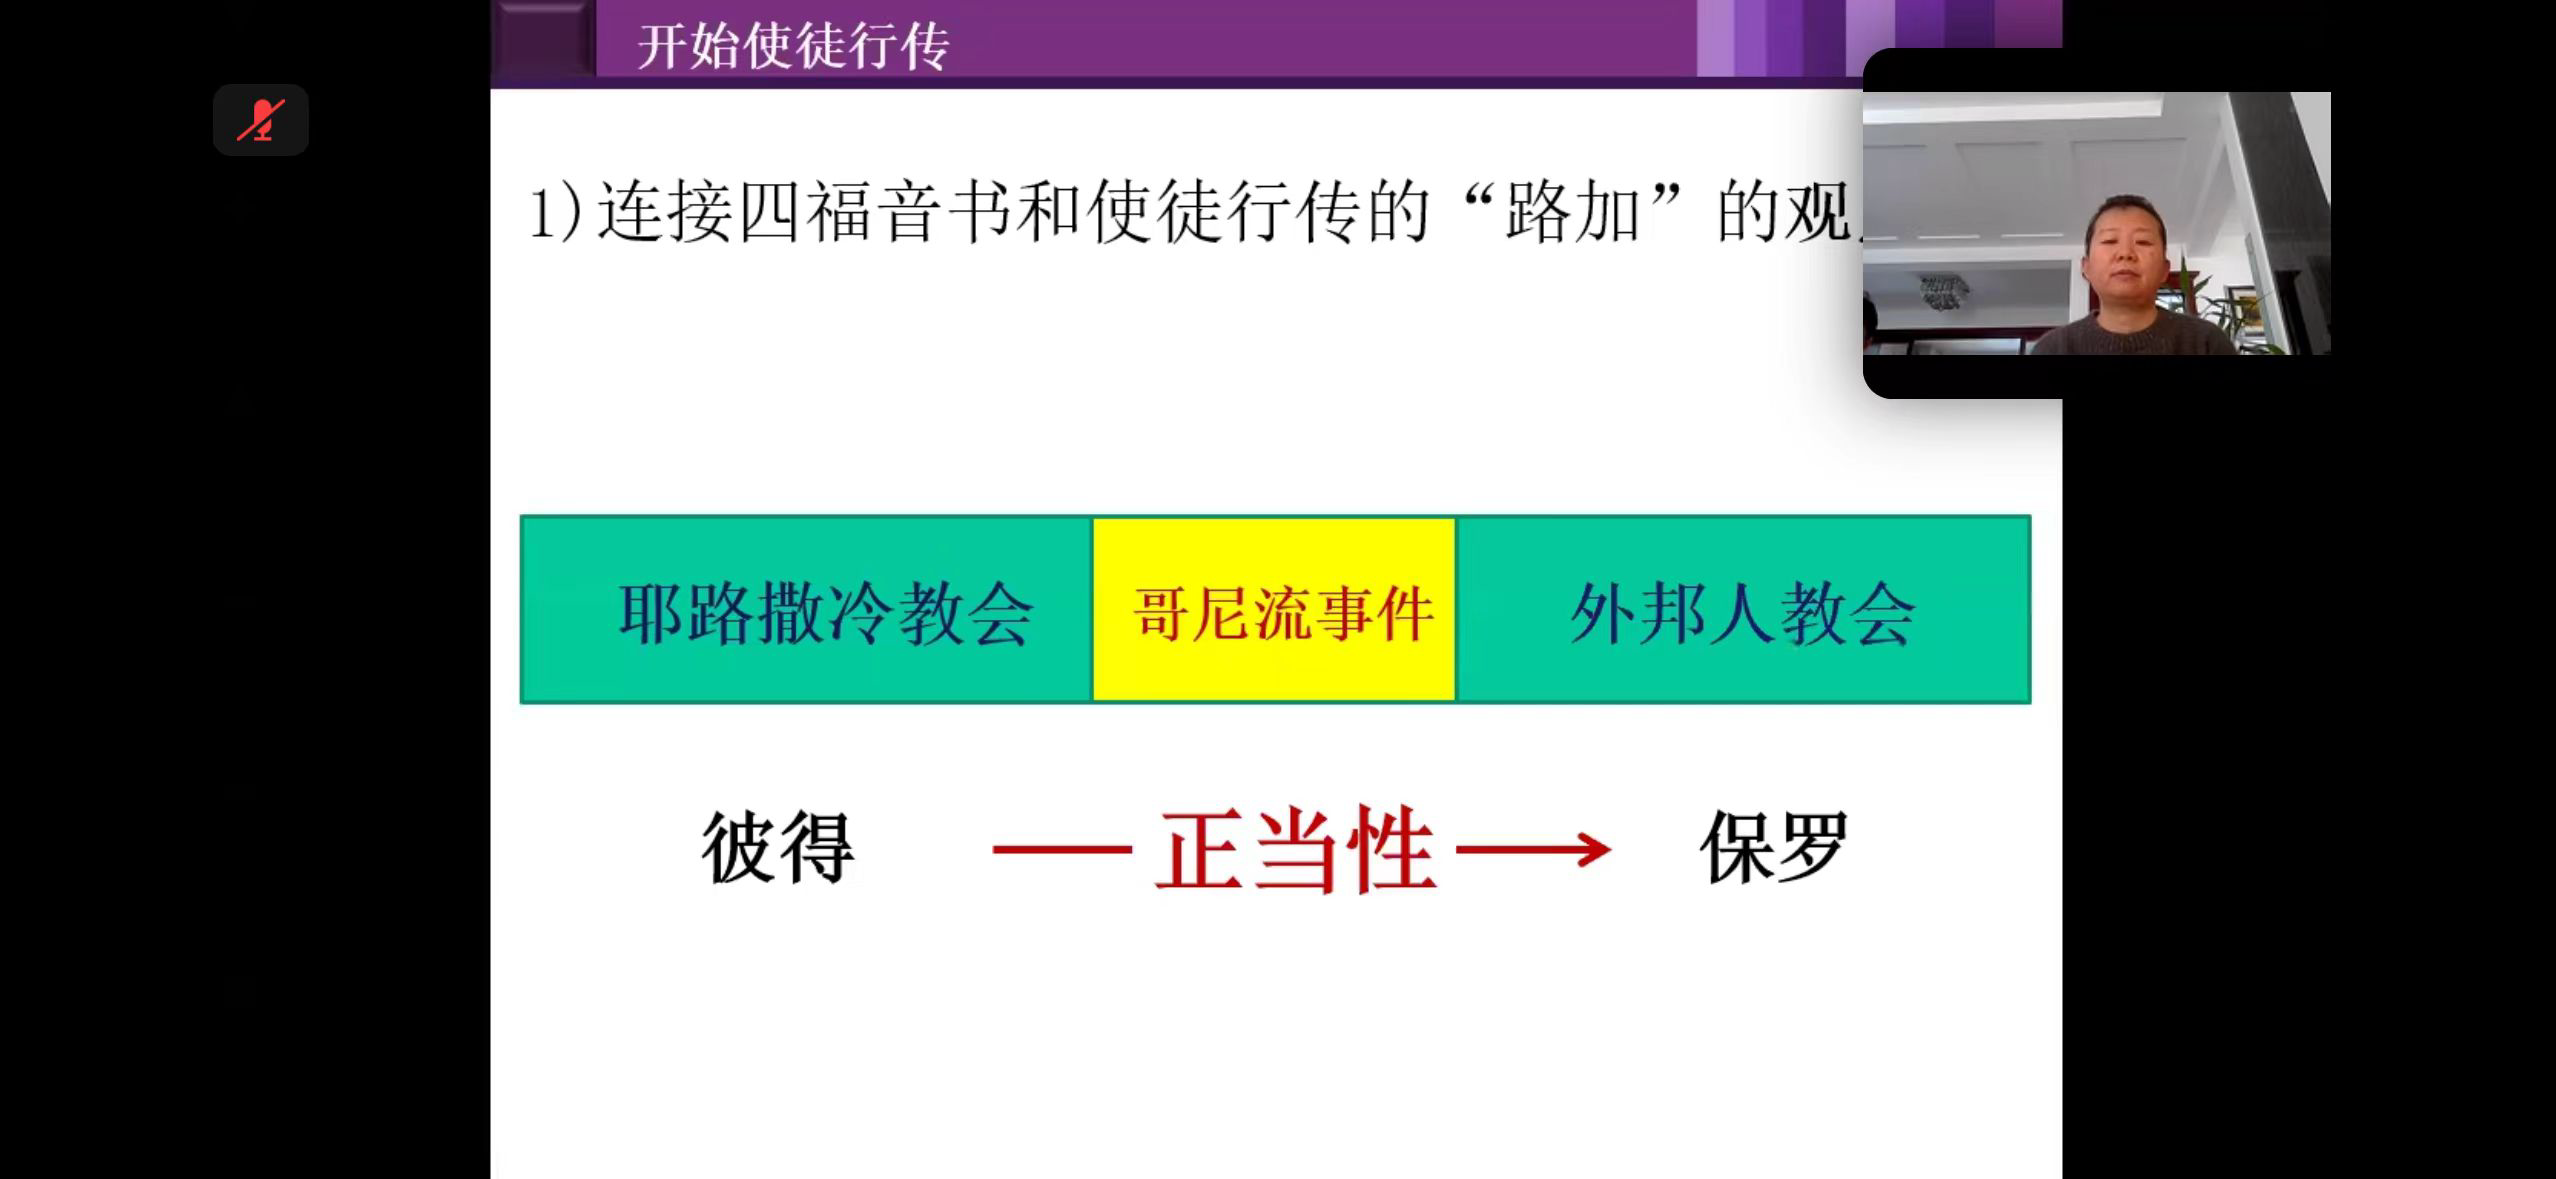 开始使徒行传
1)连接四福音书和使徒行传的“路加”的观
耶路撒冷教会 哥尼流事件 外邦人教会
彼得 正当性 保罗